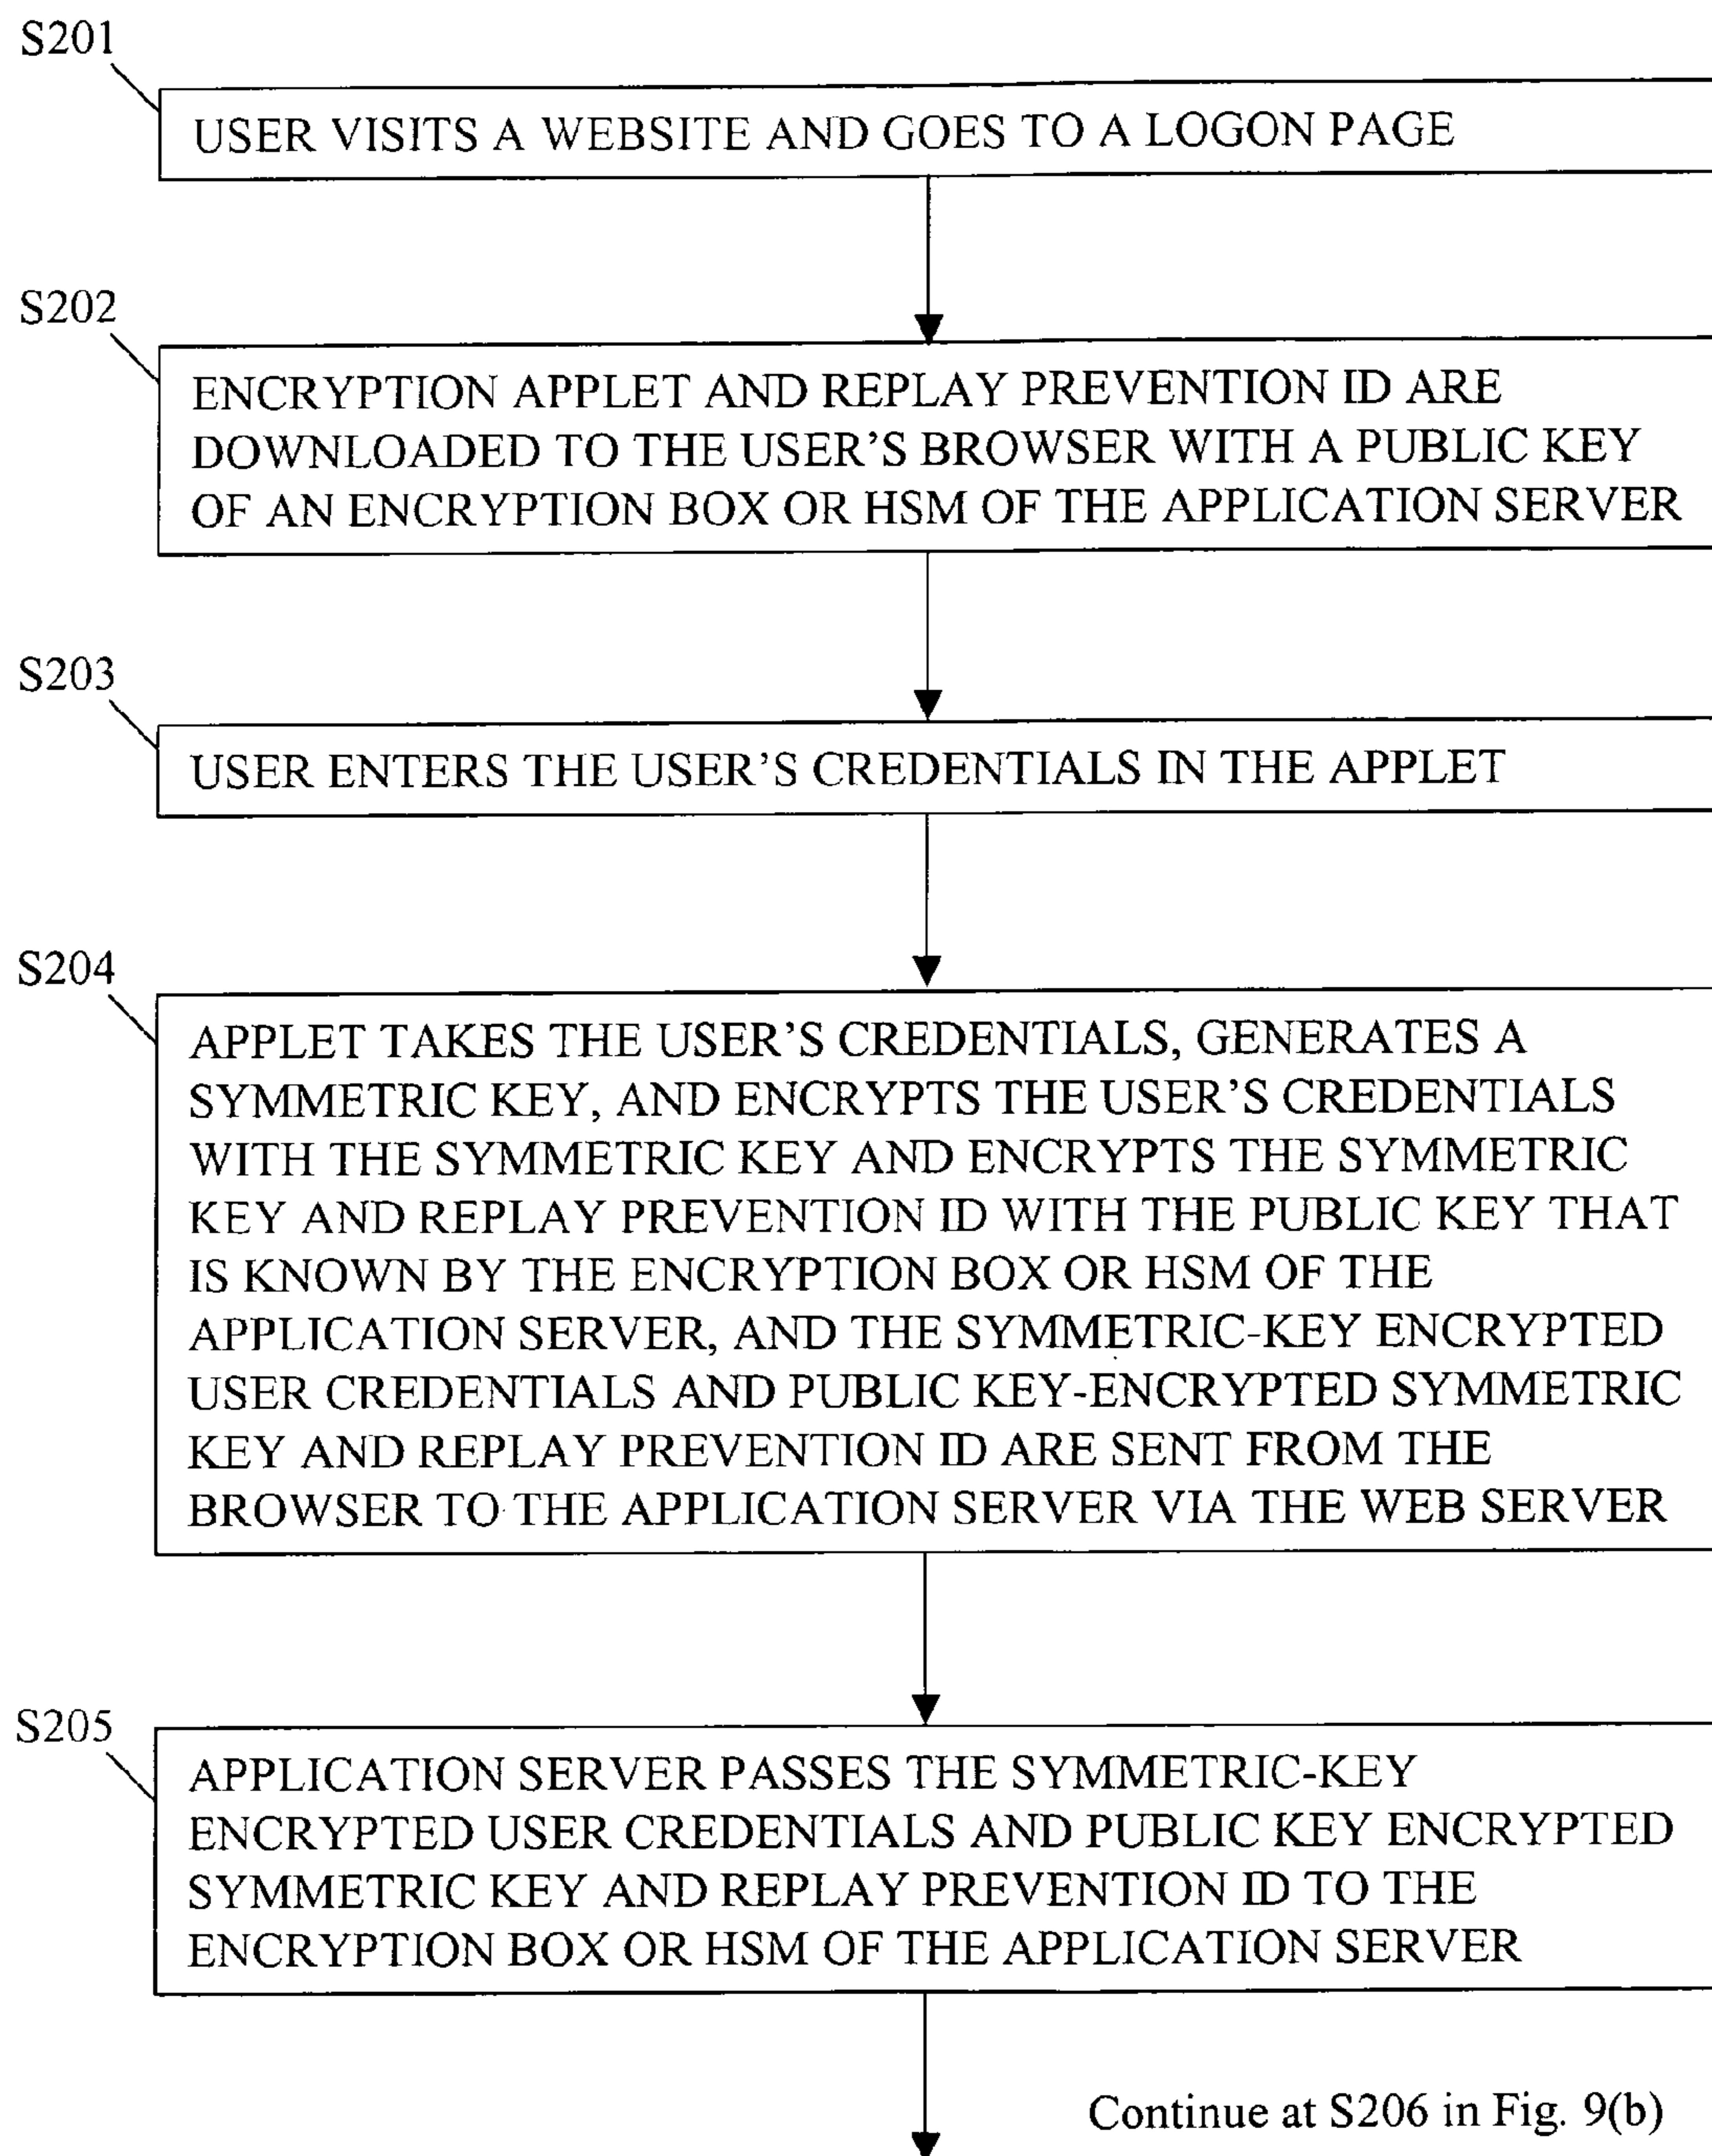 S201
USER VISITS A WEBSITE AND GOES TO A LOGON PAGE
S202
ENCRYPTION APPLET AND REPLAY PREVENTION ID ARE
DOWNLOADED TO THE USER'S BROWSER WITH A PUBLIC KEY
OF AN ENCRYPTION BOX OR HSM OF THE APPLICATION SERVER
S203
USER ENTERS THE USER'S CREDENTIALS IN THE APPLET
S204
APPLET TAKES THE USER'S CREDENTIALS, GENERATES A
SYMMETRIC KEY, AND ENCRYPTS THE USER'S CREDENTIALS
WITH THE SYMMETRIC KEY AND ENCRYPTS THE SYMMETRIC
KEY AND REPLAY PREVENTION ID WITH THE PUBLIC KEY THAT
IS KNOWN BY THE ENCRYPTION BOX OR HSM OF THE
APPLICATION SERVER, AND THE SYMMETRIC-KEY ENCRYPTED
USER CREDENTIALS AND PUBLIC KEY-ENCRYPTED SYMMETRIC
KEY AND REPLAY PREVENTION ID ARE SENT FROM THE
BROWSER TO THE APPLICATION SERVER VIA THE WEB SERVER
S205
APPLICATION SERVER PASSES THE SYMMETRIC-KEY
ENCRYPTED USER CREDENTIALS AND PUBLIC KEY ENCRYPTED
SYMMETRIC KEY AND REPLAY PREVENTION ID TO THE
ENCRYPTION BOX OR HSM OF THE APPLICATION SERVER
Continue at S206 in Fig. 9(b)